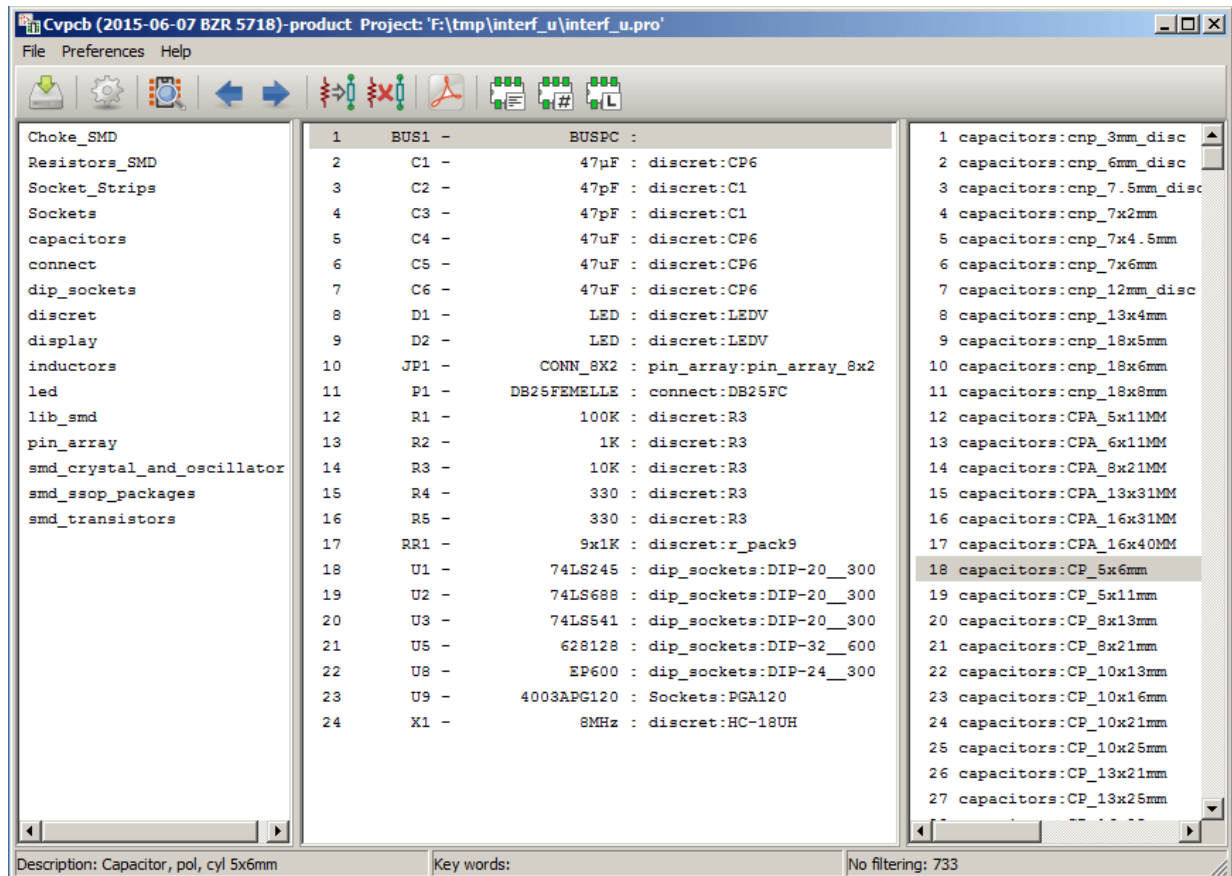 Cvpcb (2015-06-07 BZR 5718)-product Project: 'F:\tmp\interf_u\interf_u.pro'
File Preferences Help
Choke_SMD
Resistors_SMD
Socket_Strips
Sockets
capacitors
connect
dip_sockets
discret
display
inductors
led
lib_smd
pin_array
smd_crystal_and_oscillator
smd_ssop_packages
smd_transistors
1 BUS1 - BUSPC :
2 C1 - 47µF : discret:CP6
3 C2 - 47pF : discret:C1
4 C3 - 47pF : discret:C1
5 C4 - 47uF : discret:CP6
6 C5 - 47uF : discret:CP6
7 C6 - 47uF : discret:CP6
8 D1 - LED : discret:LEDV
9 D2 - LED : discret:LEDV
10 JP1 - CONN_8X2 : pin_array:pin_array_8x2
11 P1 - DB25FEMELLE : connect:DB25FC
12 R1 - 100K : discret:R3
13 R2 - 1K : discret:R3
14 R3 - 10K : discret:R3
15 R4 - 330 : discret:R3
16 R5 - 330 : discret:R3
17 RR1 - 9x1K : discret:r_pack9
18 U1 - 74LS245 : dip_sockets:DIP-20__300
19 U2 - 74LS688 : dip_sockets:DIP-20__300
20 U3 - 74LS541 : dip_sockets:DIP-20__300
21 U5 - 628128 : dip_sockets:DIP-32__600
22 U8 - EP600 : dip_sockets:DIP-24__300
23 U9 - 4003APG120 : Sockets:PGA120
24 X1 - 8MHz : discret:HC-18UH
1 capacitors:cnp_3mm_disc
2 capacitors:cnp_6mm_disc
3 capacitors:cnp_7.5mm_disc
4 capacitors:cnp_7x2mm
5 capacitors:cnp_7x4.5mm
6 capacitors:cnp_7x6mm
7 capacitors:cnp_12mm_disc
8 capacitors:cnp_13x4mm
9 capacitors:cnp_18x5mm
10 capacitors:cnp_18x6mm
11 capacitors:cnp_18x8mm
12 capacitors:CPA_5x11MM
13 capacitors:CPA_6x11MM
14 capacitors:CPA_8x21MM
15 capacitors:CPA_13x31MM
16 capacitors:CPA_16x31MM
17 capacitors:CPA_16x40MM
18 capacitors:CP_5x6mm
19 capacitors:CP_5x11mm
20 capacitors:CP_8x13mm
21 capacitors:CP_8x21mm
22 capacitors:CP_10x13mm
23 capacitors:CP_10x16mm
24 capacitors:CP_10x21mm
25 capacitors:CP_10x25mm
26 capacitors:CP_13x21mm
27 capacitors:CP_13x25mm
Description: Capacitor, pol, cyl 5x6mm
Key words:
No filtering: 733